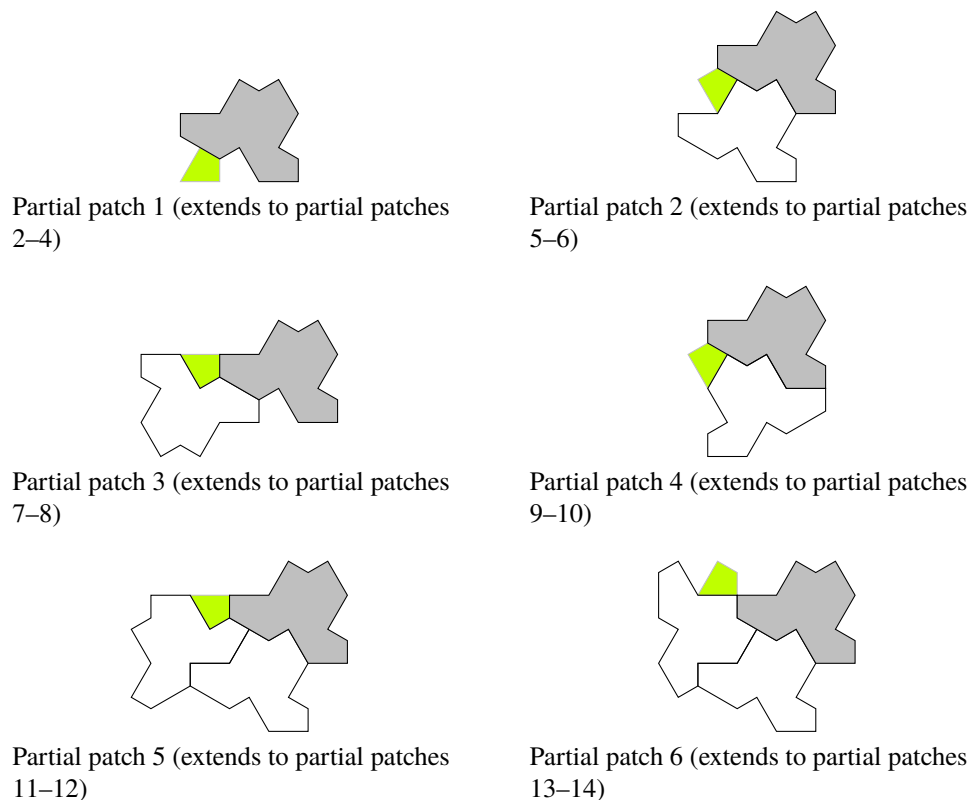 Partial patch 1 (extends to partial patches
2–4)
Partial patch 2 (extends to partial patches
5–6)
Partial patch 3 (extends to partial patches
7–8)
Partial patch 4 (extends to partial patches
9–10)
Partial patch 5 (extends to partial patches
11–12)
Partial patch 6 (extends to partial patches
13–14)